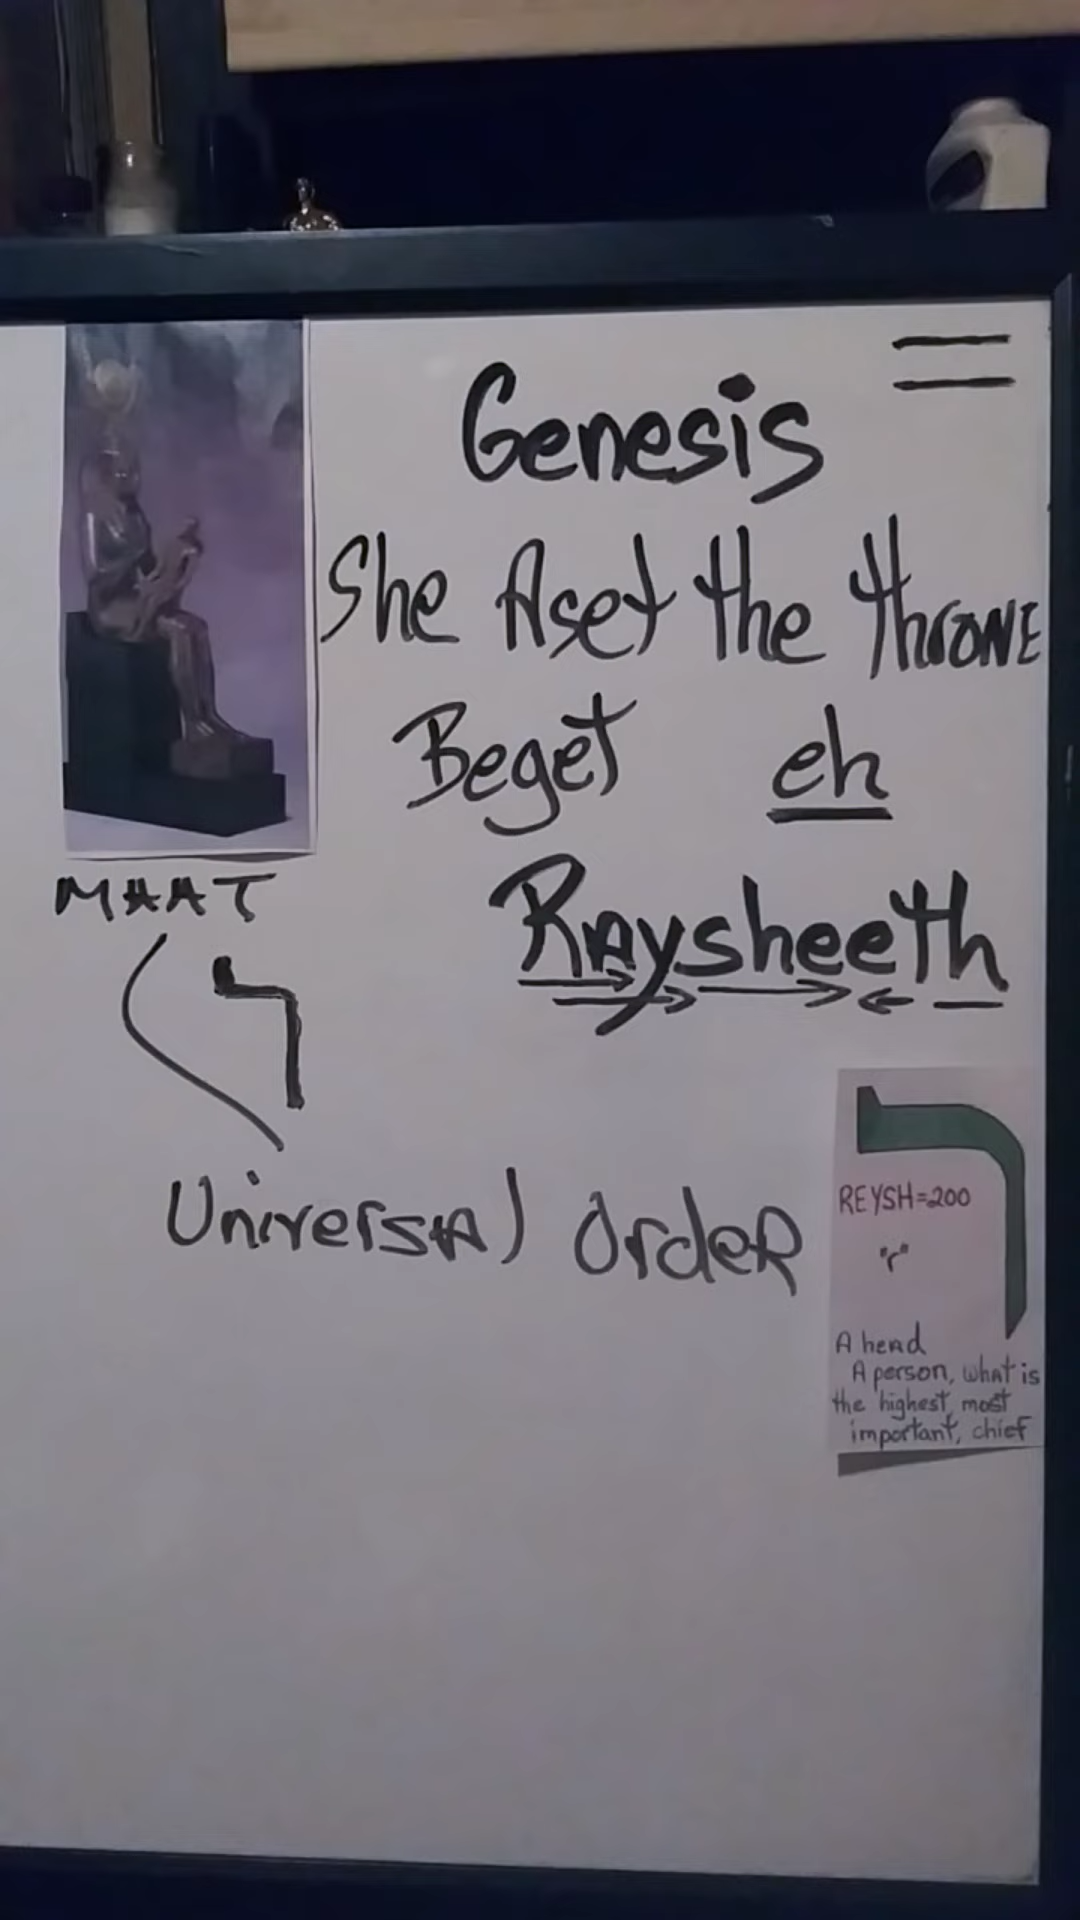 Genesis =
She Aset the throne
Beget eh
Raysheeth
MAAT
ר
Universal Order
ר
REYSH=200
"r"
A head
A person, what is
the highest, most
important, chief